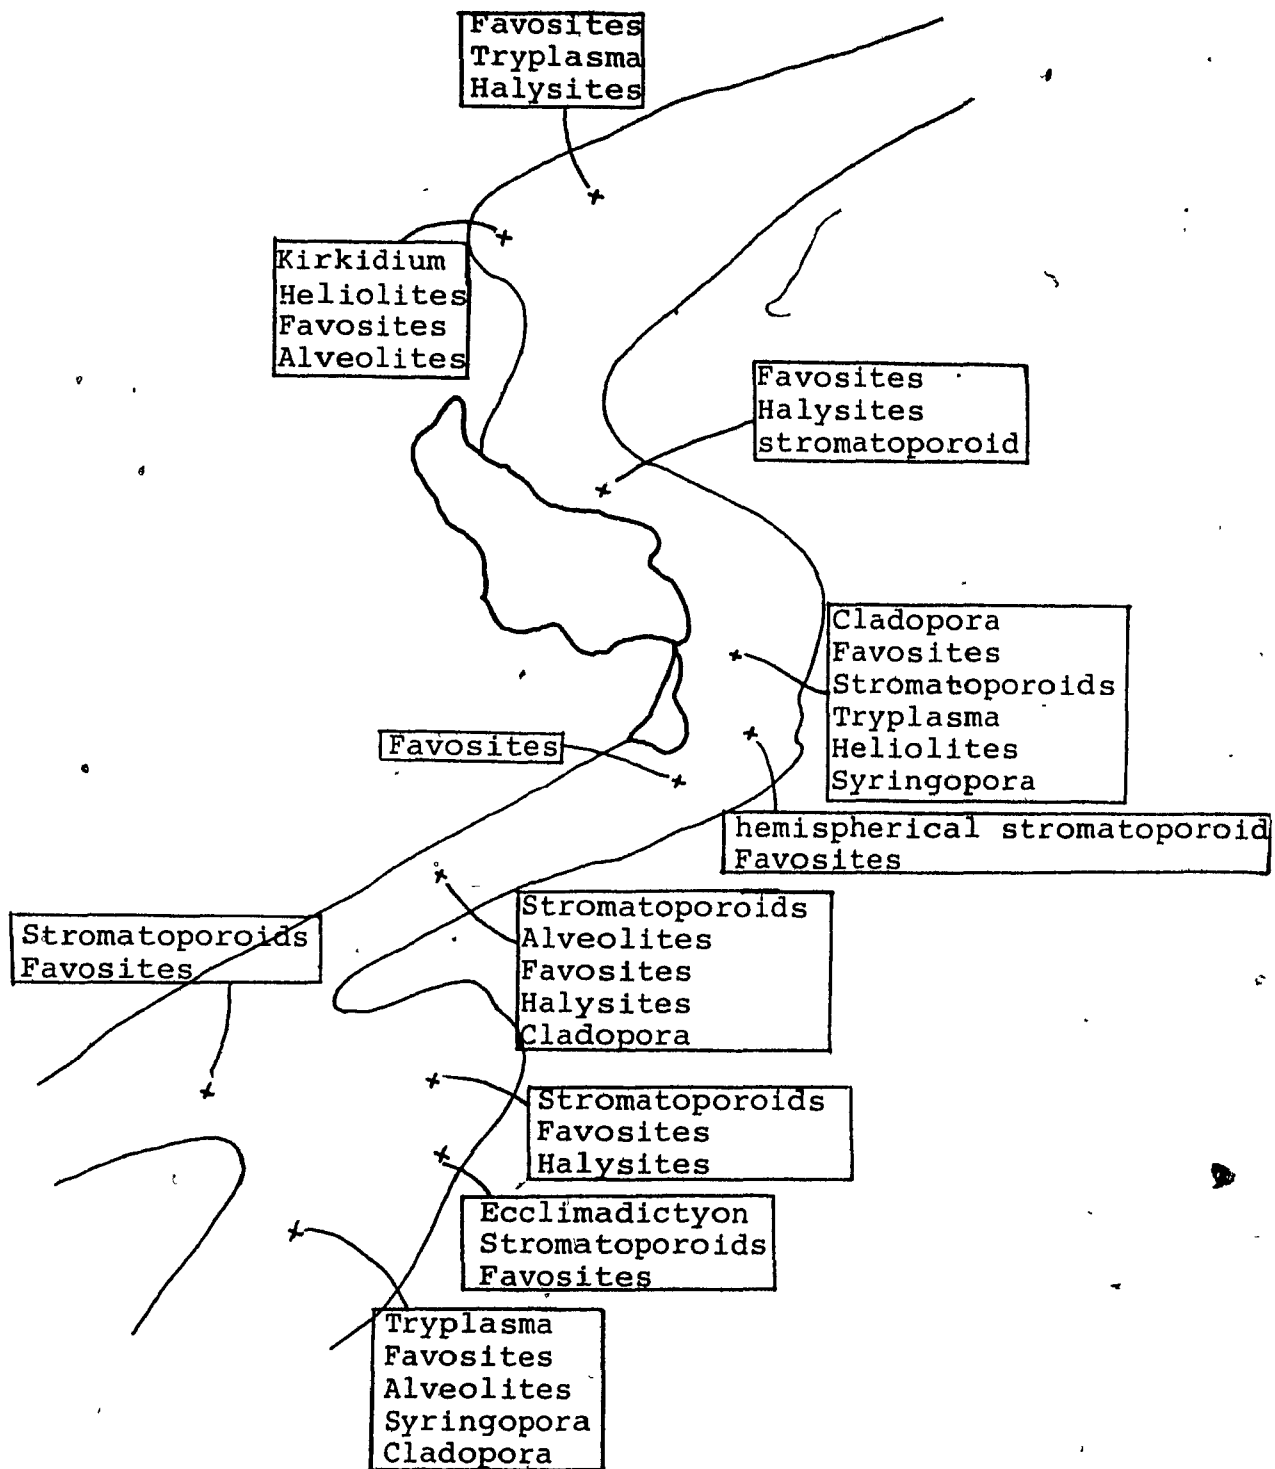 Favosites
Tryplasma
Halysites
Kirkidium
Heliolites
Favosites
Alveolites
Favosites
Halysites
stromatoporoid
Cladopora
Favosites
Stromatoporoids
Tryplasma
Heliolites
Syringopora
Favosites
hemispherical stromatoporoid
Favosites
Stromatoporoids
Alveolites
Favosites
Halysites
Cladopora
Stromatoporoids
Favosites
Stromatoporoids
Favosites
Halysites
Ecclimadictyon
Stromatoporoids
Favosites
Tryplasma
Favosites
Alveolites
Syringopora
Cladopora